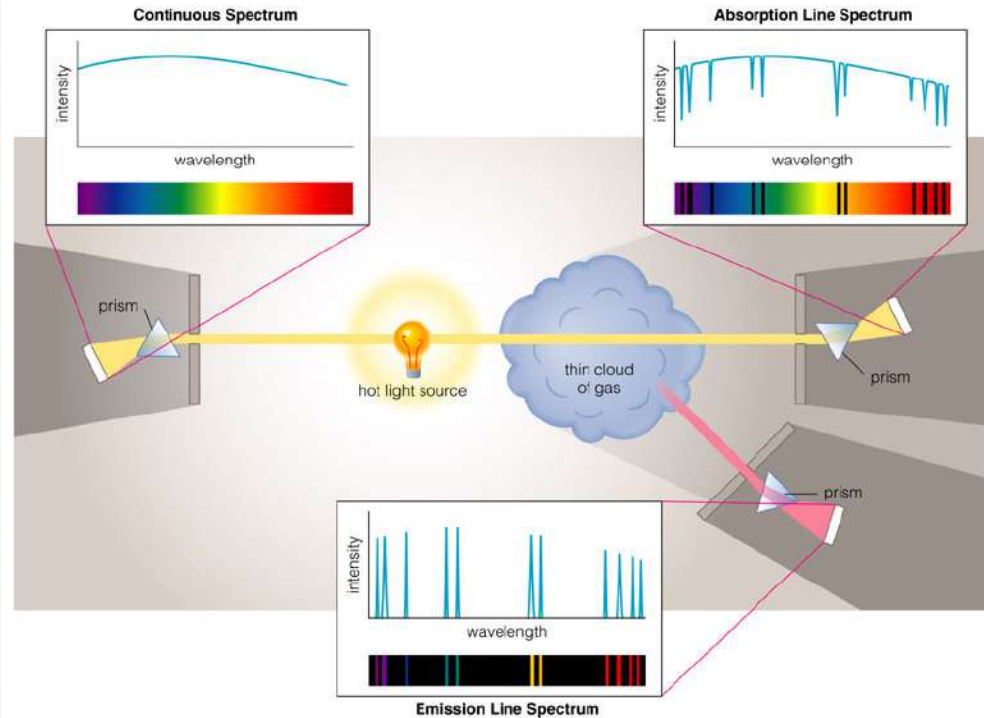 Continuous Spectrum
intensity
wavelength
Absorption Line Spectrum
intensity
wavelength
prism
hot light source
thin cloud
of gas
prism
prism
intensity
wavelength
Emission Line Spectrum